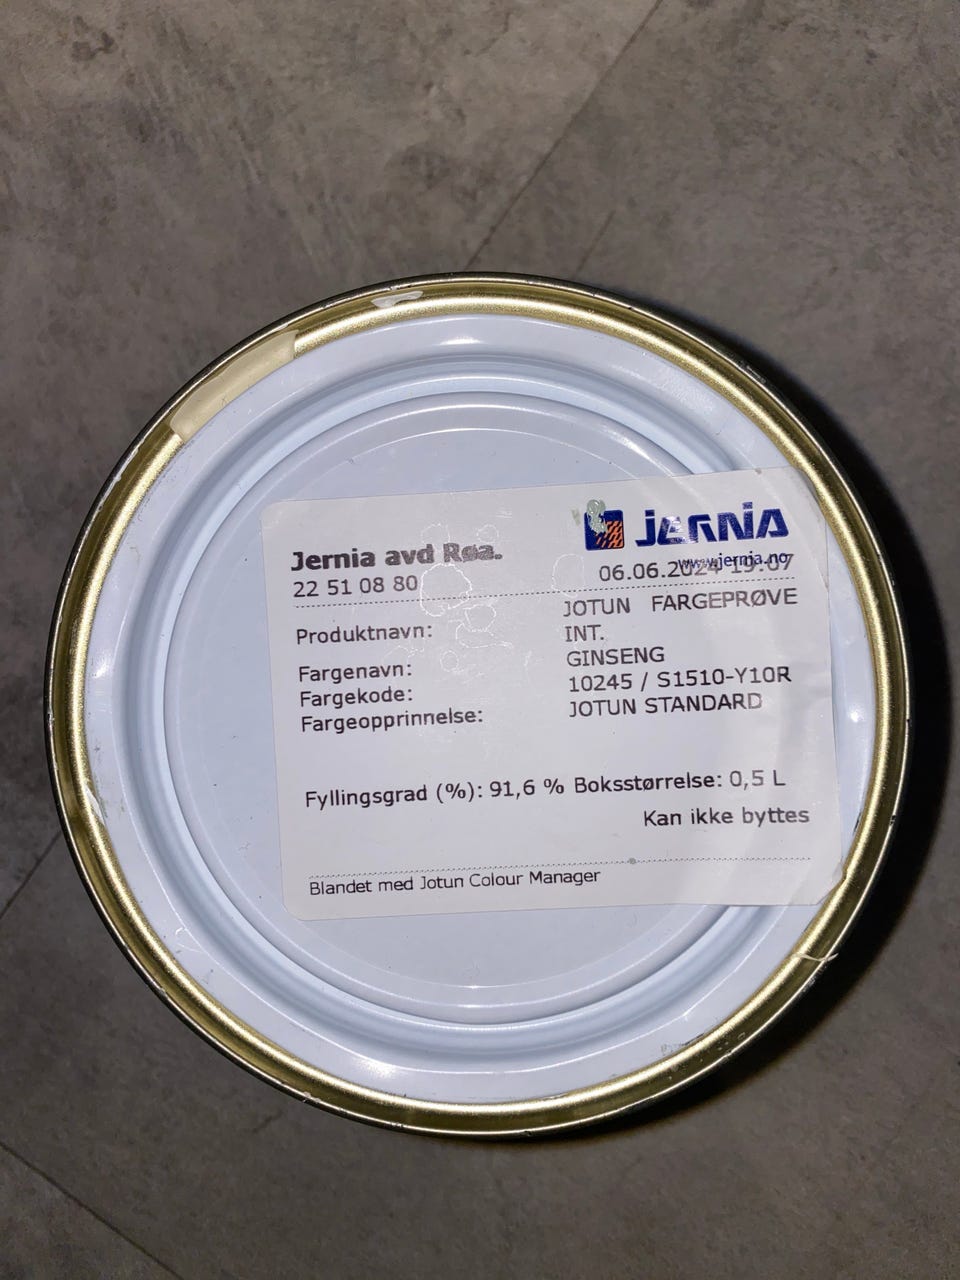 JERNIA
Jernia avd Røa.
www.jernia.no
22 51 08 80 06.06.2024 15:07
Produktnavn: JOTUN FARGEPRØVE
INT.
Fargenavn: GINSENG
Fargekode: 10245 / S1510-Y10R
Fargeopprinnelse: JOTUN STANDARD
Fyllingsgrad (%): 91,6 % Boksstørrelse: 0,5 L
Kan ikke byttes
Blandet med Jotun Colour Manager